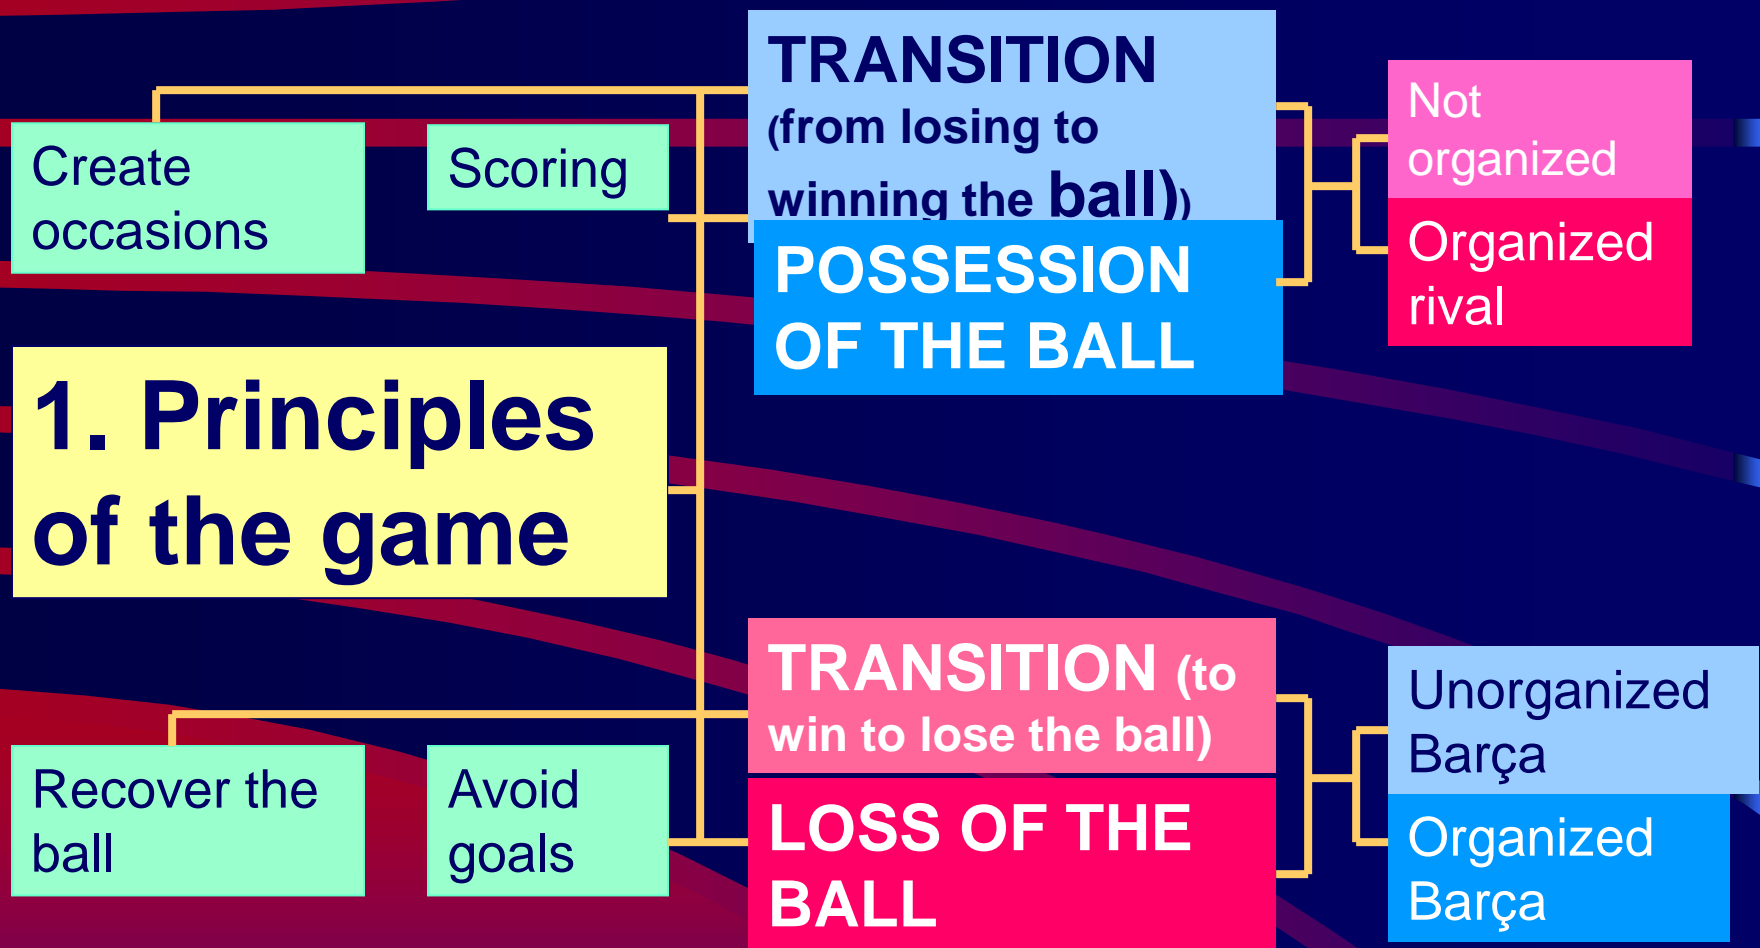 TRANSITION
(from losing to
winning the ball))
POSSESSION
OF THE BALL
Not
organized
Organized
rival
Create
occasions
Scoring
1. Principles
of the game
TRANSITION (to
win to lose the ball)
LOSS OF THE
BALL
Unorganized
Barça
Organized
Barça
Recover the
ball
Avoid
goals